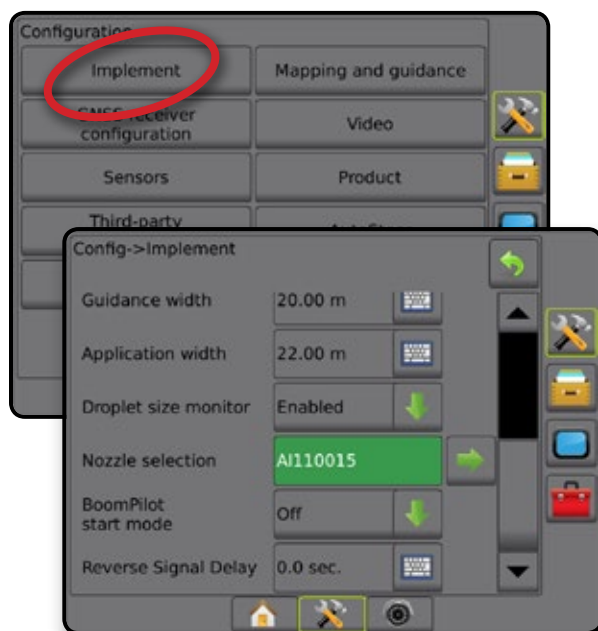 Configuration
Implement
Mapping and guidance
GNSS receiver
configuration
Video
Sensors
Product
Third-party
Config->Implement
Guidance width
20.00 m
Application width
22.00 m
Droplet size monitor
Enabled
Nozzle selection
AI110015
BoomPilot
start mode
Off
Reverse Signal Delay
0.0 sec.